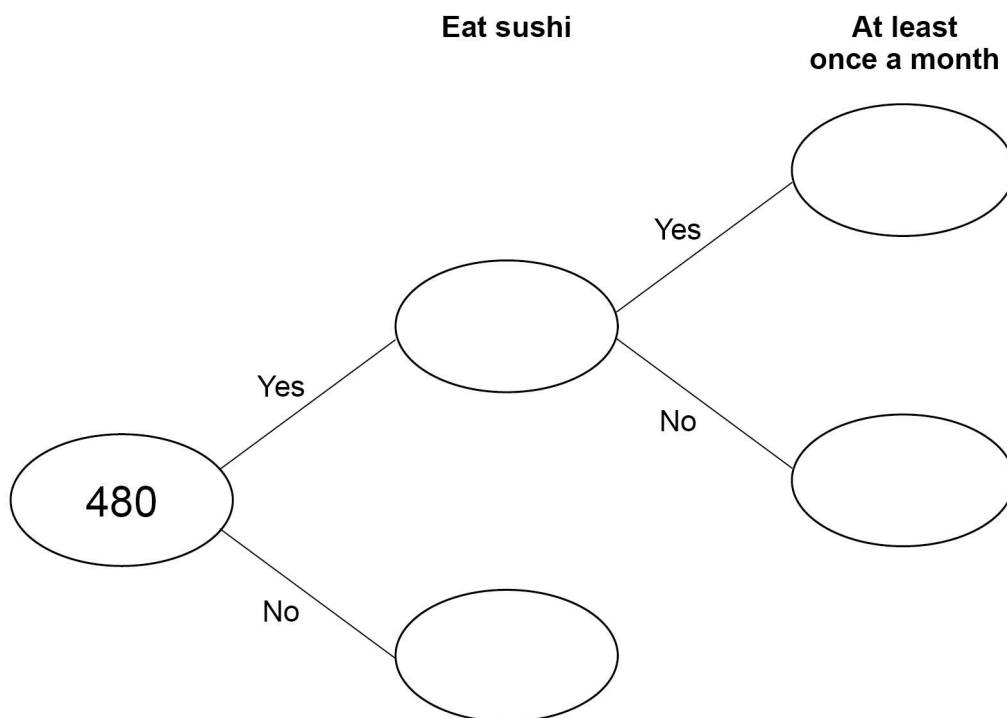 Eat sushi
At least
once a month
Yes
Yes
No
480
No